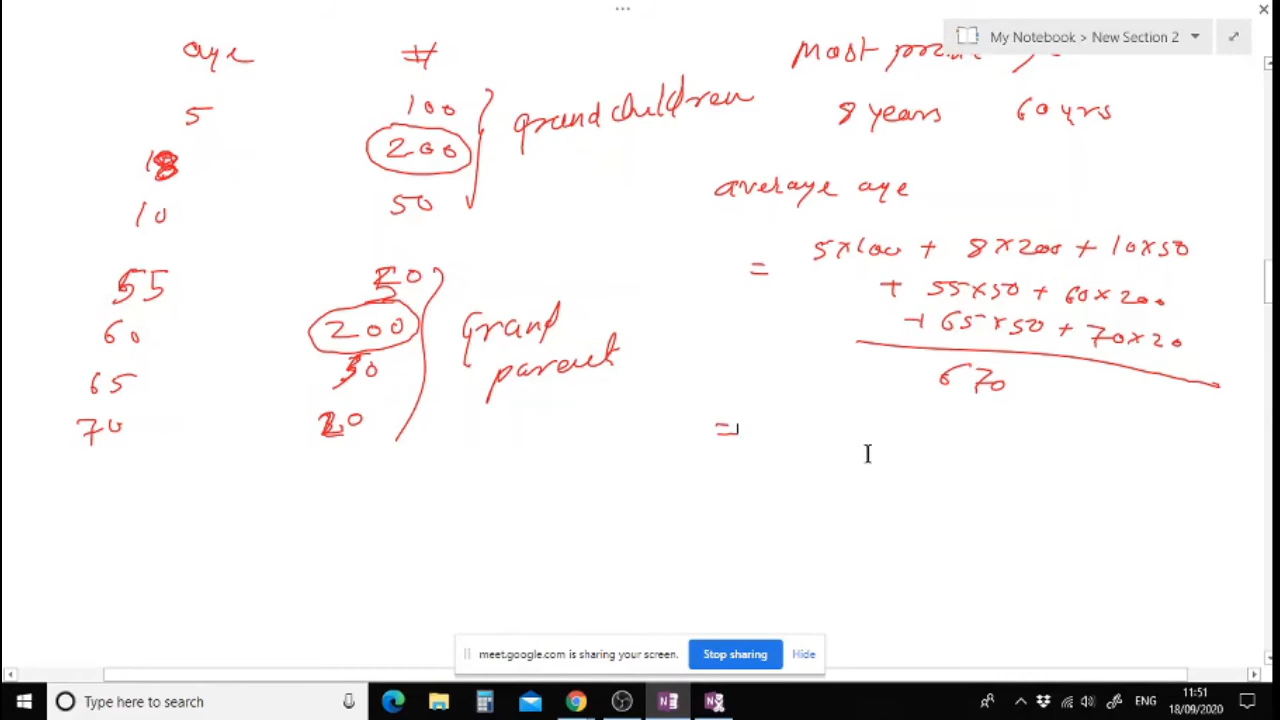 My Notebook > New Section 2
age #
most
5 100
8 200
10 50
grandchildren
8 years 60 yrs
average age
= 5×100 + 8×200 + 10×50
+ 55×50 + 60×200
+ 65×50 + 70×20
670
=
55 50
60 200
65 50
70 20
grand
parent
meet.google.com is sharing your screen. Stop sharing Hide
Type here to search
ENG
11:51
18/09/2020